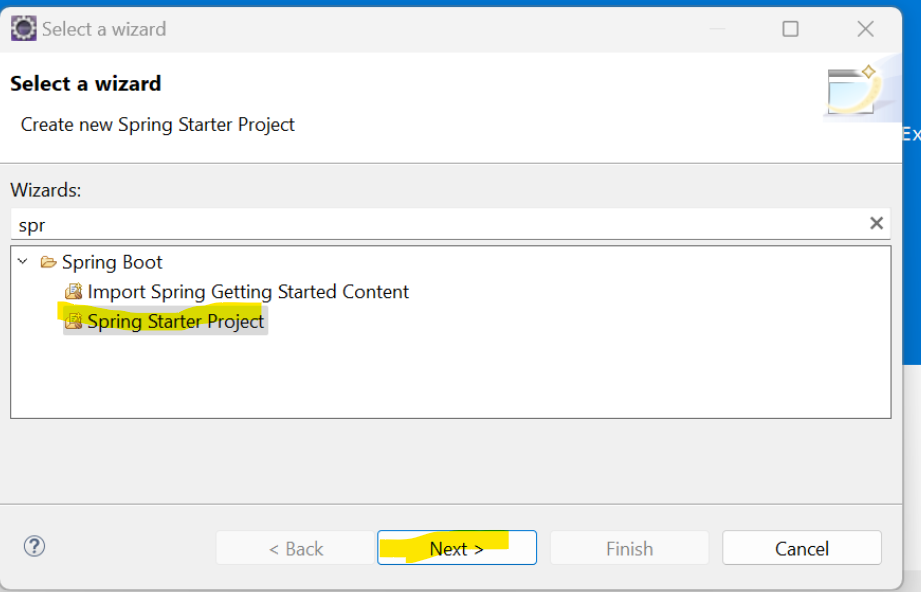 Select a wizard
Select a wizard
Create new Spring Starter Project
Ex
Wizards:
spr
Spring Boot
Import Spring Getting Started Content
Spring Starter Project
< Back
Next >
Finish
Cancel